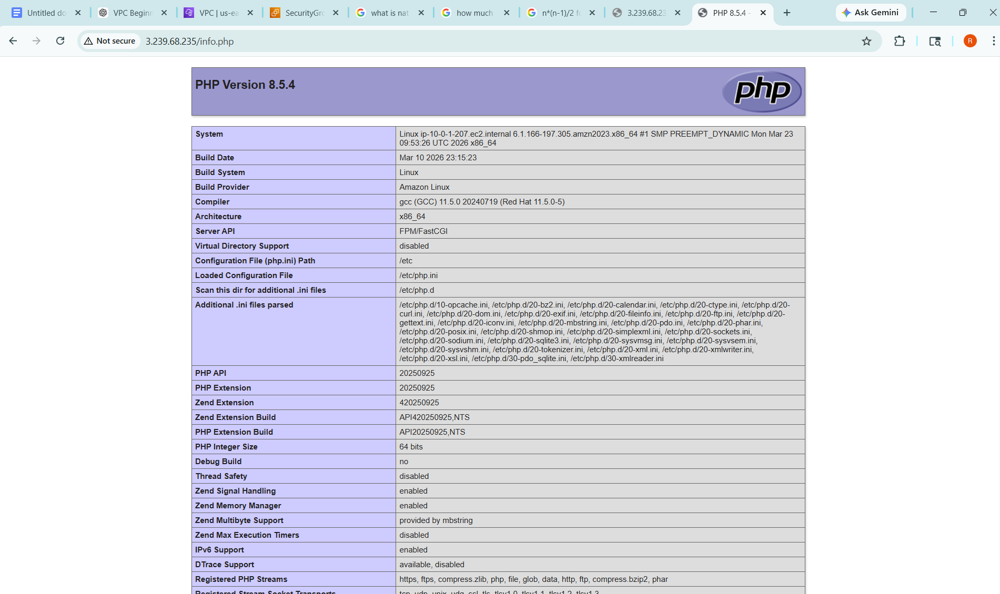 Untitled do
VPC Beginn
VPC | us-ea
SecurityGro
what is nat
how much
n*(n-1)/2 fo
3.239.68.23
PHP 8.5.4 -
Ask Gemini
Not secure
3.239.68.235/info.php
R
PHP Version 8.5.4
php
System
Linux ip-10-0-1-207.ec2.internal 6.1.166-197.305.amzn2023.x86_64 #1 SMP PREEMPT_DYNAMIC Mon Mar 23
09:53:26 UTC 2026 x86_64
Build Date
Mar 10 2026 23:15:23
Build System
Linux
Build Provider
Amazon Linux
Compiler
gcc (GCC) 11.5.0 20240719 (Red Hat 11.5.0-5)
Architecture
x86_64
Server API
FPM/FastCGI
Virtual Directory Support
disabled
Configuration File (php.ini) Path
/etc
Loaded Configuration File
/etc/php.ini
Scan this dir for additional .ini files
/etc/php.d
Additional .ini files parsed
/etc/php.d/10-opcache.ini, /etc/php.d/20-bz2.ini, /etc/php.d/20-calendar.ini, /etc/php.d/20-ctype.ini, /etc/php.d/20-
curl.ini, /etc/php.d/20-dom.ini, /etc/php.d/20-exif.ini, /etc/php.d/20-fileinfo.ini, /etc/php.d/20-ftp.ini, /etc/php.d/20-
gettext.ini, /etc/php.d/20-iconv.ini, /etc/php.d/20-mbstring.ini, /etc/php.d/20-pdo.ini, /etc/php.d/20-phar.ini,
/etc/php.d/20-posix.ini, /etc/php.d/20-shmop.ini, /etc/php.d/20-simplexml.ini, /etc/php.d/20-sockets.ini,
/etc/php.d/20-sodium.ini, /etc/php.d/20-sqlite3.ini, /etc/php.d/20-sysvmsg.ini, /etc/php.d/20-sysvsem.ini,
/etc/php.d/20-sysvshm.ini, /etc/php.d/20-tokenizer.ini, /etc/php.d/20-xml.ini, /etc/php.d/20-xmlwriter.ini,
/etc/php.d/20-xsl.ini, /etc/php.d/30-pdo_sqlite.ini, /etc/php.d/30-xmlreader.ini
PHP API
20250925
PHP Extension
20250925
Zend Extension
420250925
Zend Extension Build
API420250925,NTS
PHP Extension Build
API20250925,NTS
PHP Integer Size
64 bits
Debug Build
no
Thread Safety
disabled
Zend Signal Handling
enabled
Zend Memory Manager
enabled
Zend Multibyte Support
provided by mbstring
Zend Max Execution Timers
disabled
IPv6 Support
enabled
DTrace Support
available, disabled
Registered PHP Streams
https, ftps, compress.zlib, php, file, glob, data, http, ftp, compress.bzip2, phar
Registered Stream Socket Transports
tcp, udp, unix, udg, ssl, tls, tlsv1.0, tlsv1.1, tlsv1.2, tlsv1.3